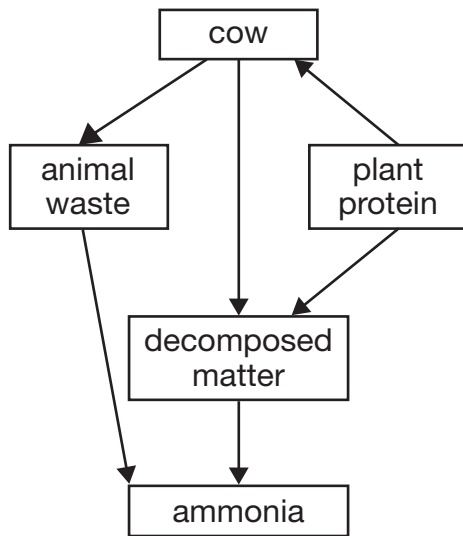 cow
animal
waste
plant
protein
decomposed
matter
ammonia